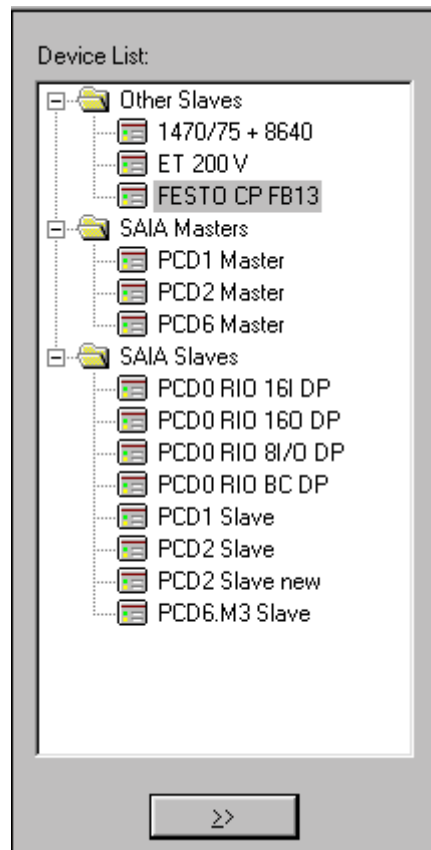 Device List:
Other Slaves
1470/75 + 8640
ET 200 V
FESTO CP FB13
SAIA Masters
PCD1 Master
PCD2 Master
PCD6 Master
SAIA Slaves
PCD0 RIO 16I DP
PCD0 RIO 16O DP
PCD0 RIO 8I/O DP
PCD0 RIO BC DP
PCD1 Slave
PCD2 Slave
PCD2 Slave new
PCD6.M3 Slave
>>